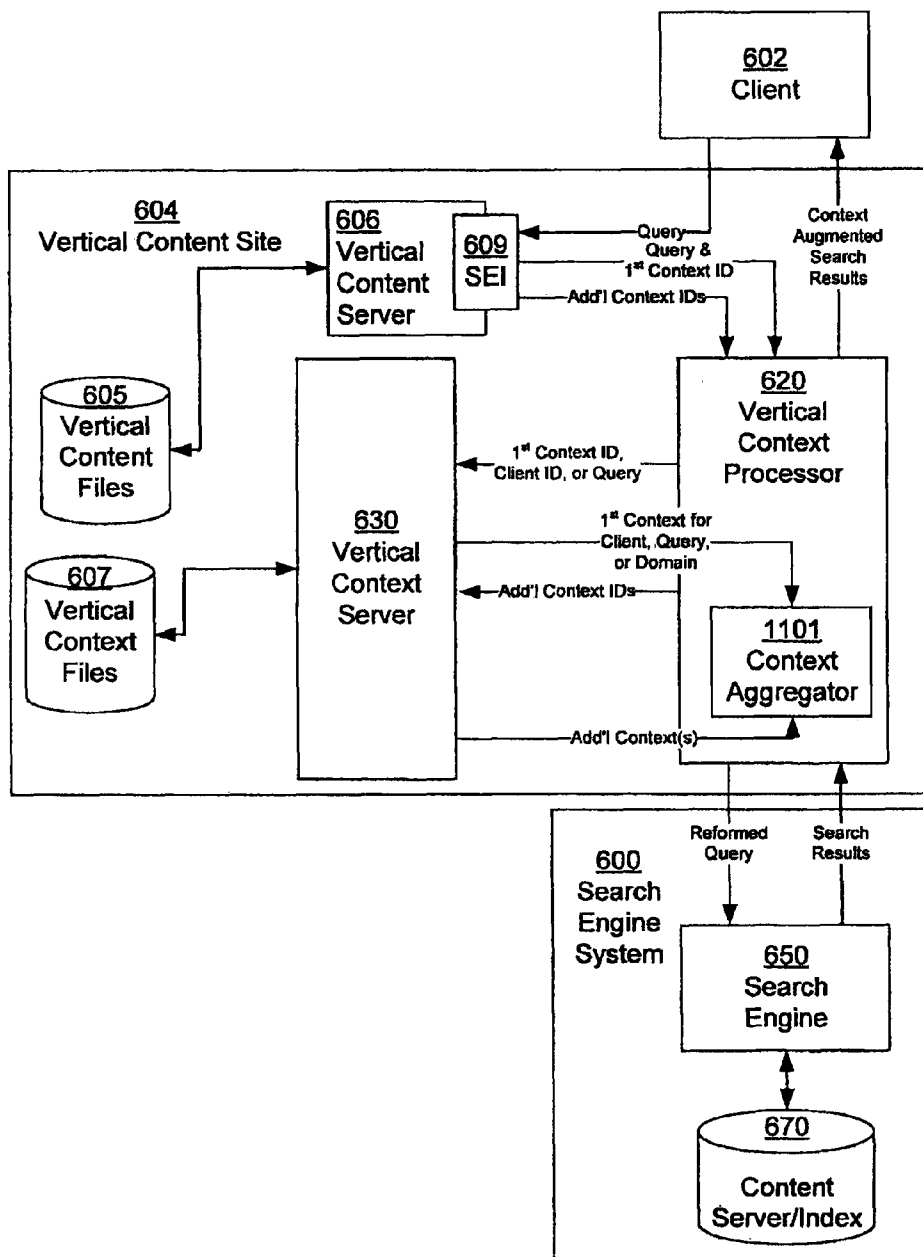 602
Client
604
Vertical Content Site
606
Vertical
Content
Server
609
SEI
Query
Query &
1st Context ID
Add'l Context IDs
Context
Augmented
Search
Results
605
Vertical
Content
Files
607
Vertical
Context
Files
630
Vertical
Context
Server
620
Vertical
Context
Processor
1st Context ID,
Client ID, or Query
1st Context for
Client, Query,
or Domain
Add'l Context IDs
1101
Context
Aggregator
Add'l Context(s)
Reformed
Query
Search
Results
600
Search
Engine
System
650
Search
Engine
670
Content
Server/Index